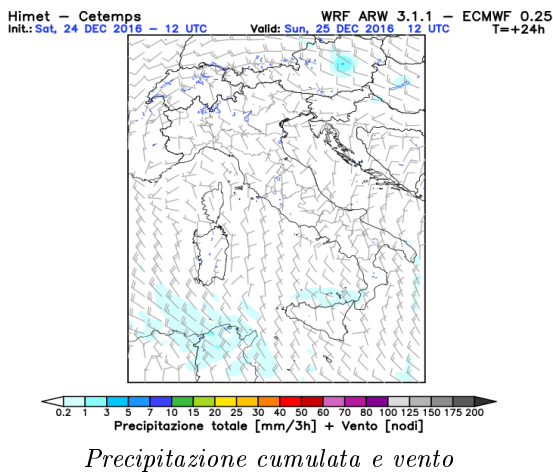 Himet – Cetemps WRF ARW 3.1.1 – ECMWF 0.25
Init.: Sat, 24 DEC 2016 – 12 UTC Valid: Sun, 25 DEC 2016 12 UTC T=+24h
0.2 1 3 5 7 10 15 20 25 30 40 50 60 70 80 100 125 150 175 200
Precipitazione totale [mm/3h] + Vento [nodi]
Precipitazione cumulata e vento